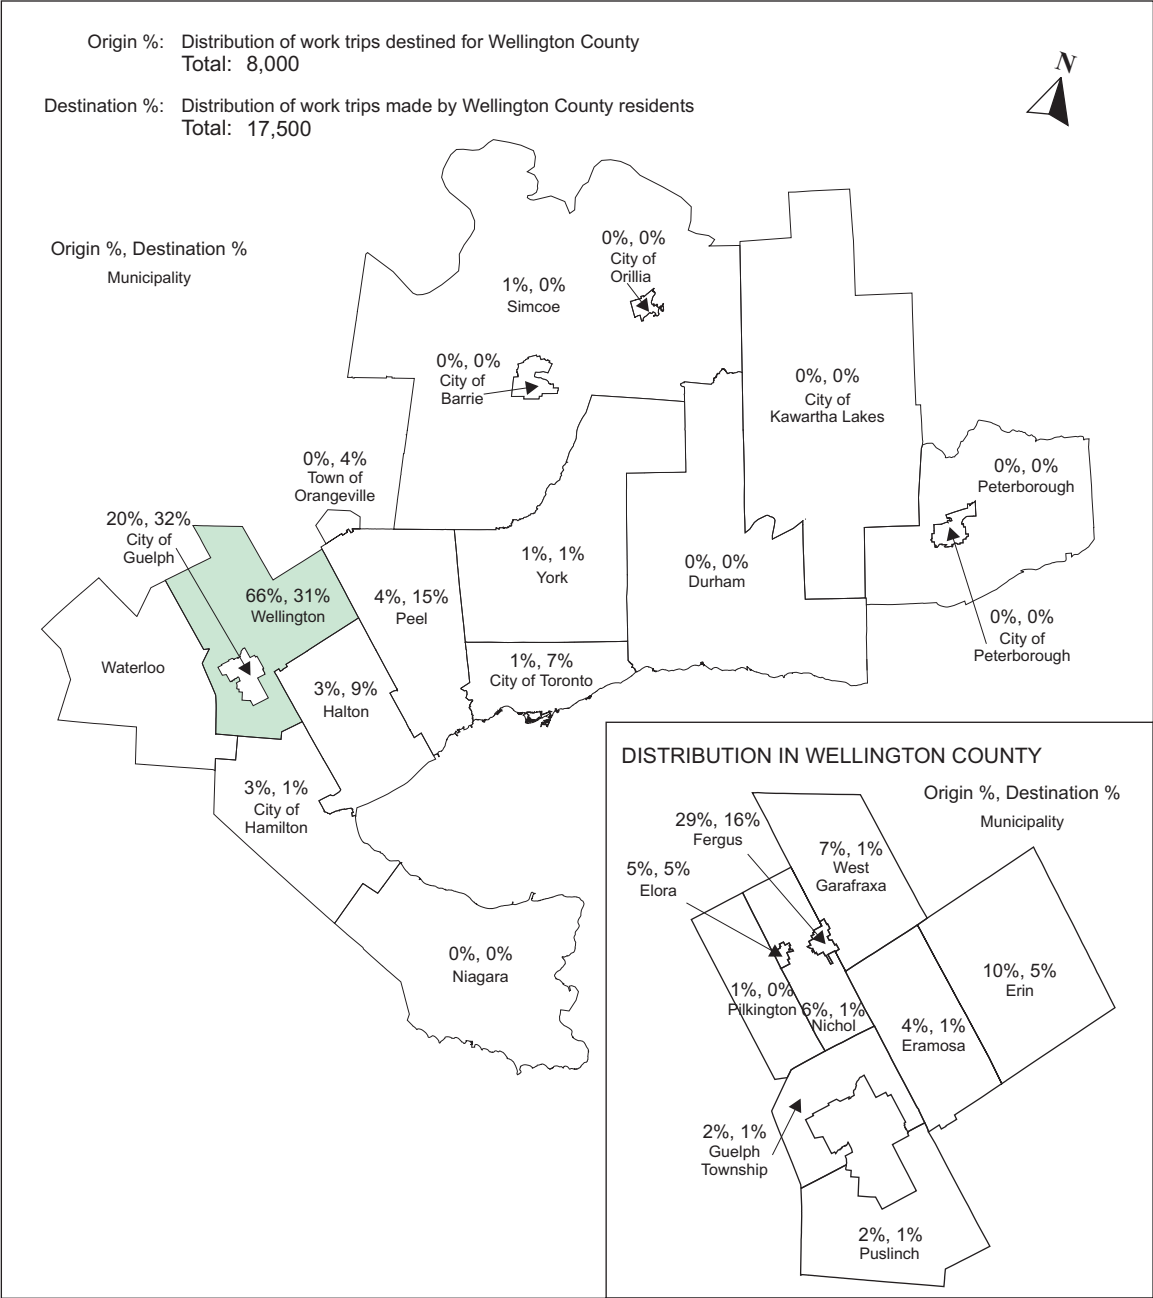 Origin %: Distribution of work trips destined for Wellington County
Total: 8,000
Destination %: Distribution of work trips made by Wellington County residents
Total: 17,500
N
Origin %, Destination %
Municipality
0%, 0%
City of
Orillia
1%, 0%
Simcoe
0%, 0%
City of
Barrie
0%, 0%
City of
Kawartha Lakes
0%, 4%
Town of
Orangeville
0%, 0%
Peterborough
20%, 32%
City of
Guelph
1%, 1%
York
0%, 0%
Durham
66%, 31%
Wellington
4%, 15%
Peel
0%, 0%
City of
Peterborough
Waterloo
1%, 7%
City of Toronto
3%, 9%
Halton
3%, 1%
City of
Hamilton
0%, 0%
Niagara
DISTRIBUTION IN WELLINGTON COUNTY
Origin %, Destination %
Municipality
29%, 16%
Fergus
7%, 1%
West
Garafraxa
5%, 5%
Elora
10%, 5%
Erin
1%, 0%
Pilkington
6%, 1%
Nichol
4%, 1%
Eramosa
2%, 1%
Guelph
Township
2%, 1%
Puslinch